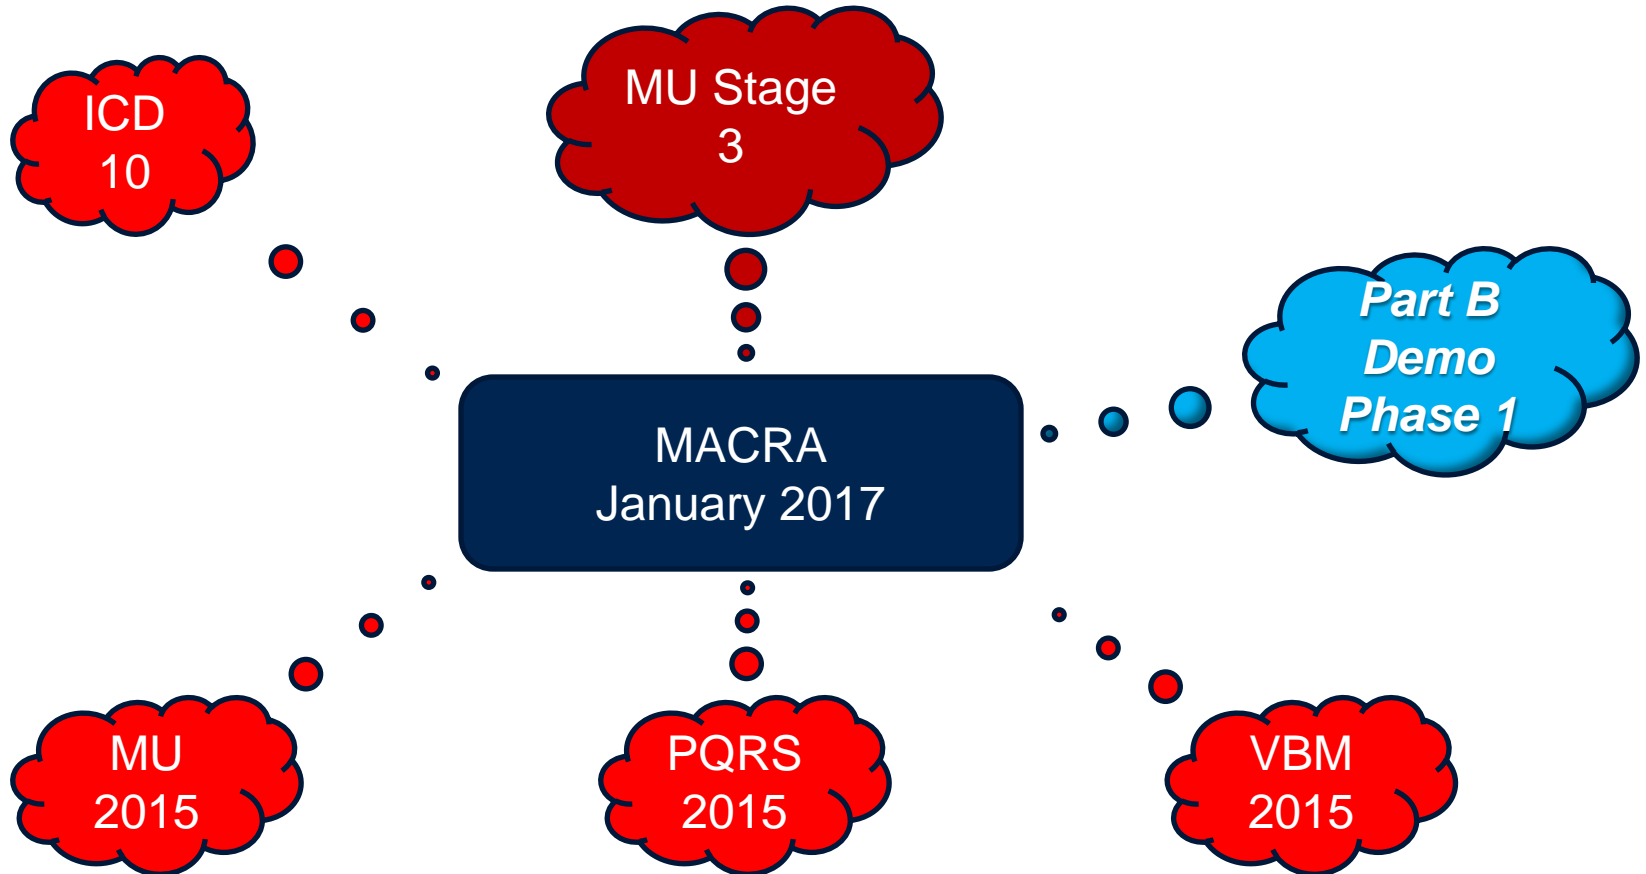 ICD
10
MU Stage
3
Part B
Demo
Phase 1
MACRA
January 2017
MU
2015
PQRS
2015
VBM
2015